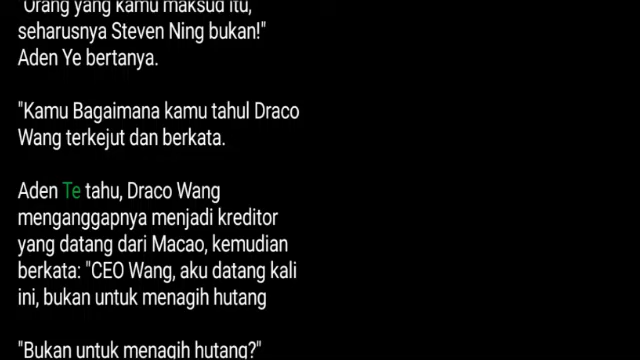 "Orang yang kamu maksud itu,
seharusnya Steven Ning bukan!"
Aden Ye bertanya.
"Kamu Bagaimana kamu tahul Draco
Wang terkejut dan berkata.
Aden Te tahu, Draco Wang
menganggapnya menjadi kreditor
yang datang dari Macao, kemudian
berkata: "CEO Wang, aku datang kali
ini, bukan untuk menagih hutang
"Bukan untuk menagih hutang?"